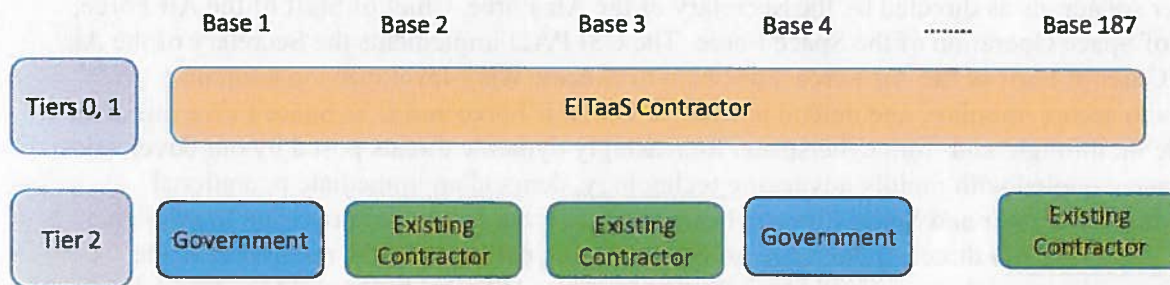 Base 1 Base 2 Base 3 Base 4 ......... Base 187
Tiers 0, 1
EITaaS Contractor
Tier 2
Government
Existing
Contractor
Existing
Contractor
Government
Existing
Contractor